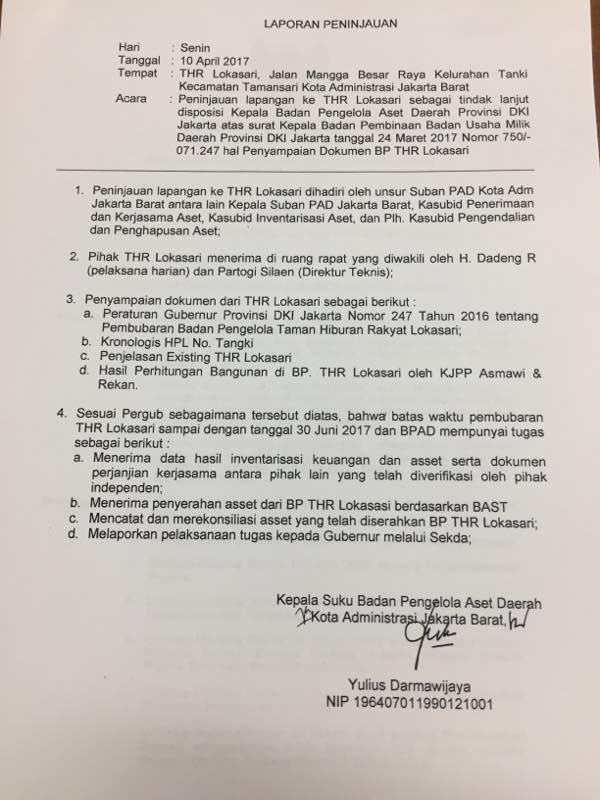 LAPORAN PENINJAUAN
Hari : Senin
Tanggal : 10 April 2017
Tempat : THR Lokasari, Jalan Mangga Besar Raya Kelurahan Tanki
Kecamatan Tamansari Kota Administrasi Jakarta Barat
Acara : Peninjauan lapangan ke THR Lokasari sebagai tindak lanjut
disposisi Kepala Badan Pengelola Aset Daerah Provinsi DKI
Jakarta atas surat Kepala Badan Pembinaan Badan Usaha Milik
Daerah Provinsi DKI Jakarta tanggal 24 Maret 2017 Nomor 750/-
071.247 hal Penyampaian Dokumen BP THR Lokasari
1. Peninjauan lapangan ke THR Lokasari dihadiri oleh unsur Suban PAD Kota Adm
Jakarta Barat antara lain Kepala Suban PAD Jakarta Barat, Kasubid Penerimaan
dan Kerjasama Aset, Kasubid Inventarisasi Aset, dan Plh. Kasubid Pengendalian
dan Penghapusan Aset;
2. Pihak THR Lokasari menerima di ruang rapat yang diwakili oleh H. Dadeng R
(pelaksana harian) dan Partogi Silaen (Direktur Teknis);
3. Penyampaian dokumen dari THR Lokasari sebagai berikut :
a. Peraturan Gubernur Provinsi DKI Jakarta Nomor 247 Tahun 2016 tentang
Pembubaran Badan Pengelola Taman Hiburan Rakyat Lokasari;
b. Kronologis HPL No. Tangki
c. Penjelasan Existing THR Lokasari
d. Hasil Perhitungan Bangunan di BP. THR Lokasari oleh KJPP Asmawi &
Rekan.
4. Sesuai Pergub sebagaimana tersebut diatas, bahwa batas waktu pembubaran
THR Lokasari sampai dengan tanggal 30 Juni 2017 dan BPAD mempunyai tugas
sebagai berikut :
a. Menerima data hasil inventarisasi keuangan dan asset serta dokumen
perjanjian kerjasama antara pihak lain yang telah diverifikasi oleh pihak
independen;
b. Menerima penyerahan asset dari BP THR Lokasasi berdasarkan BAST
c. Mencatat dan merekonsiliasi asset yang telah diserahkan BP THR Lokasari;
d. Melaporkan pelaksanaan tugas kepada Gubernur melalui Sekda;
Kepala Suku Badan Pengelola Aset Daerah
Kota Administrasi Jakarta Barat,
Yulius Darmawijaya
NIP 196407011990121001